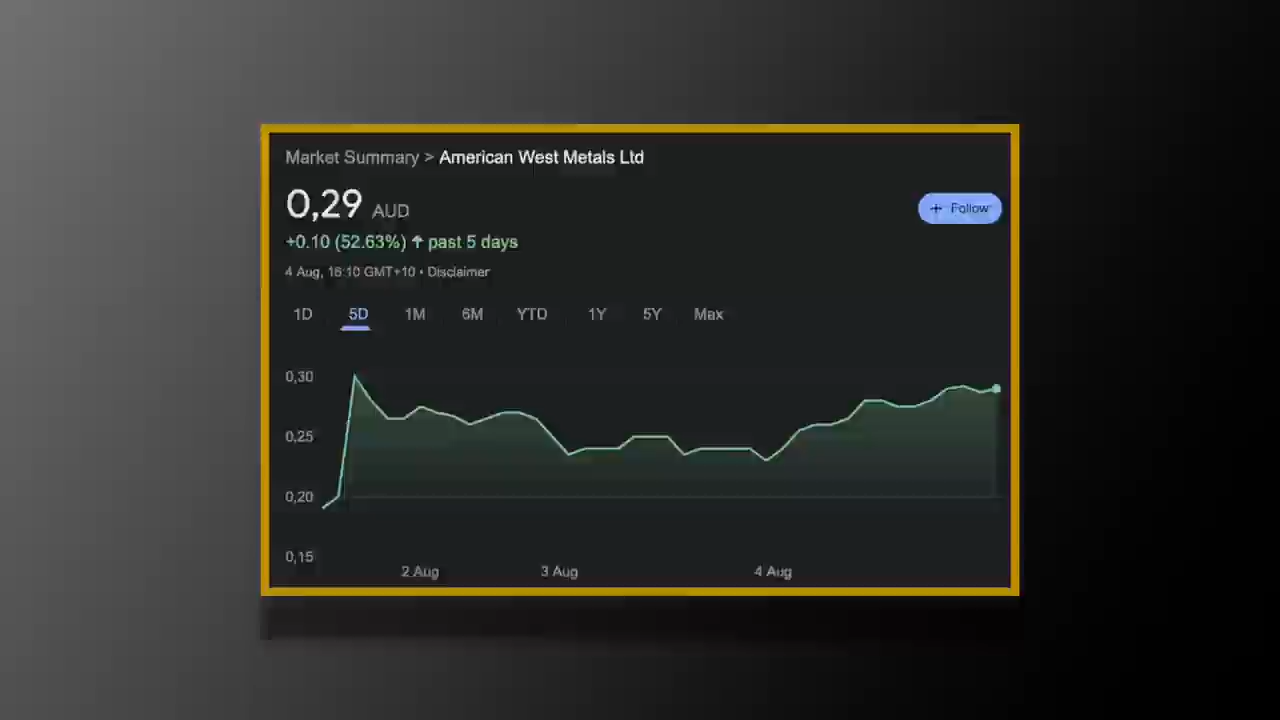 Market Summary > American West Metals Ltd
0,29 AUD
+ Follow
+0.10 (52.63%) ↑ past 5 days
4 Aug, 16:10 GMT+10 • Disclaimer
1D 5D 1M 6M YTD 1Y 5Y Max
0,30
0,25
0,20
0,15
2 Aug 3 Aug 4 Aug